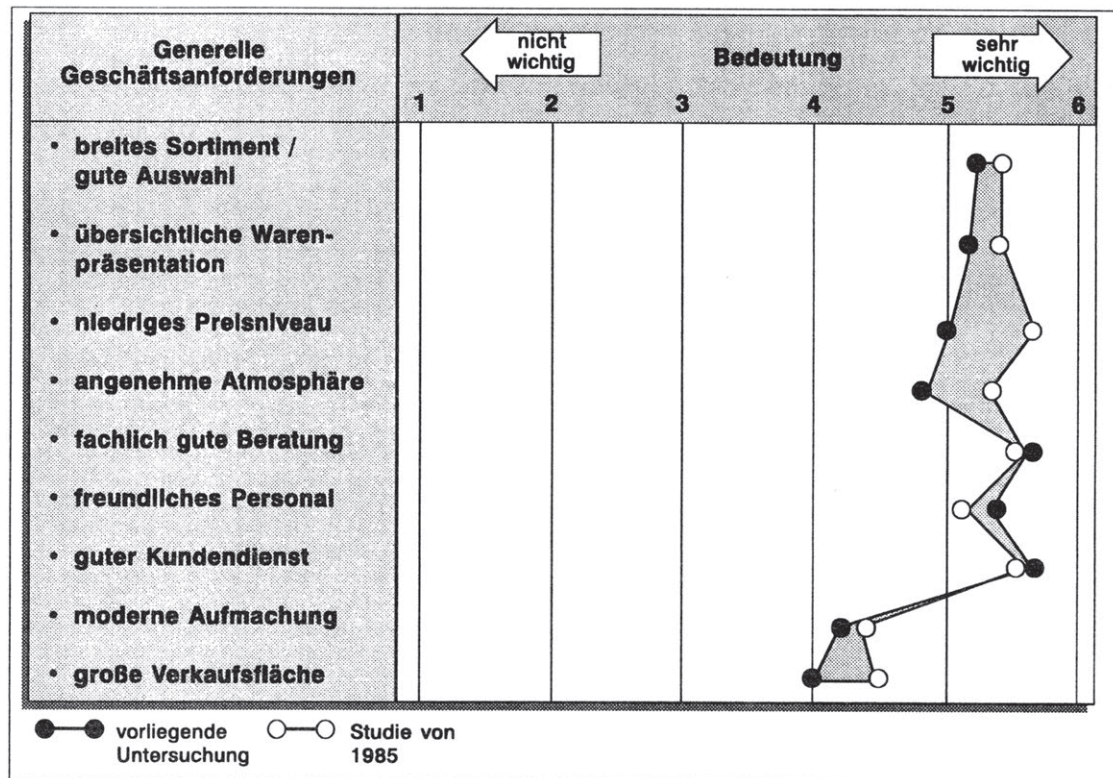 Generelle
Geschäftsanforderungen
nicht
wichtig
Bedeutung
sehr
wichtig
1 2 3 4 5 6
• breites Sortiment /
gute Auswahl
• übersichtliche Waren-
präsentation
• niedriges Preisniveau
• angenehme Atmosphäre
• fachlich gute Beratung
• freundliches Personal
• guter Kundendienst
• moderne Aufmachung
• große Verkaufsfläche
vorliegende
Untersuchung
Studie von
1985